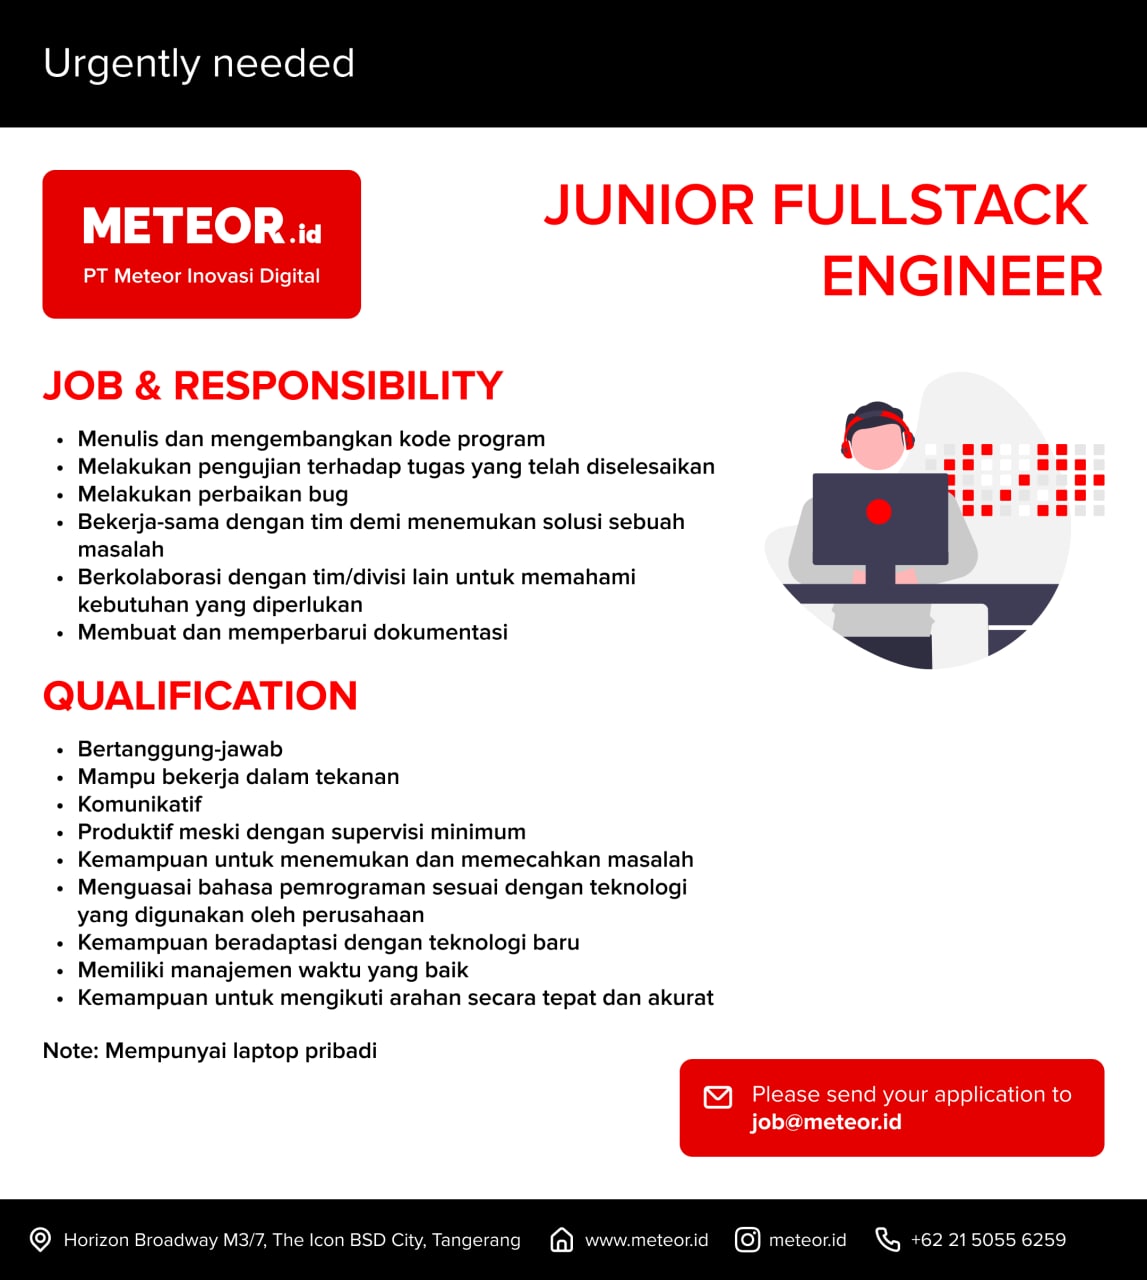 Urgently needed
METEOR.id
PT Meteor Inovasi Digital
JUNIOR FULLSTACK
ENGINEER
JOB & RESPONSIBILITY
• Menulis dan mengembangkan kode program
• Melakukan pengujian terhadap tugas yang telah diselesaikan
• Melakukan perbaikan bug
• Bekerja-sama dengan tim demi menemukan solusi sebuah
masalah
• Berkolaborasi dengan tim/divisi lain untuk memahami
kebutuhan yang diperlukan
• Membuat dan memperbarui dokumentasi
QUALIFICATION
• Bertanggung-jawab
• Mampu bekerja dalam tekanan
• Komunikatif
• Produktif meski dengan supervisi minimum
• Kemampuan untuk menemukan dan memecahkan masalah
• Menguasai bahasa pemrograman sesuai dengan teknologi
yang digunakan oleh perusahaan
• Kemampuan beradaptasi dengan teknologi baru
• Memiliki manajemen waktu yang baik
• Kemampuan untuk mengikuti arahan secara tepat dan akurat
Note: Mempunyai laptop pribadi
Please send your application to
job@meteor.id
Horizon Broadway M3/7, The Icon BSD City, Tangerang
www.meteor.id
meteor.id
+62 21 5055 6259